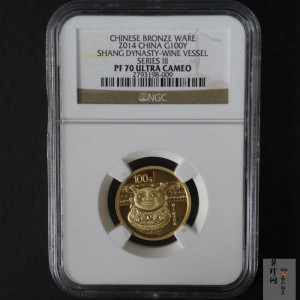 CHINESE BRONZE WARE
2014 CHINA G100Y
SHANG DYNASTY-WINE VESSEL
SERIES III
PF 70 ULTRA CAMEO
2793198-009
NGC
100元